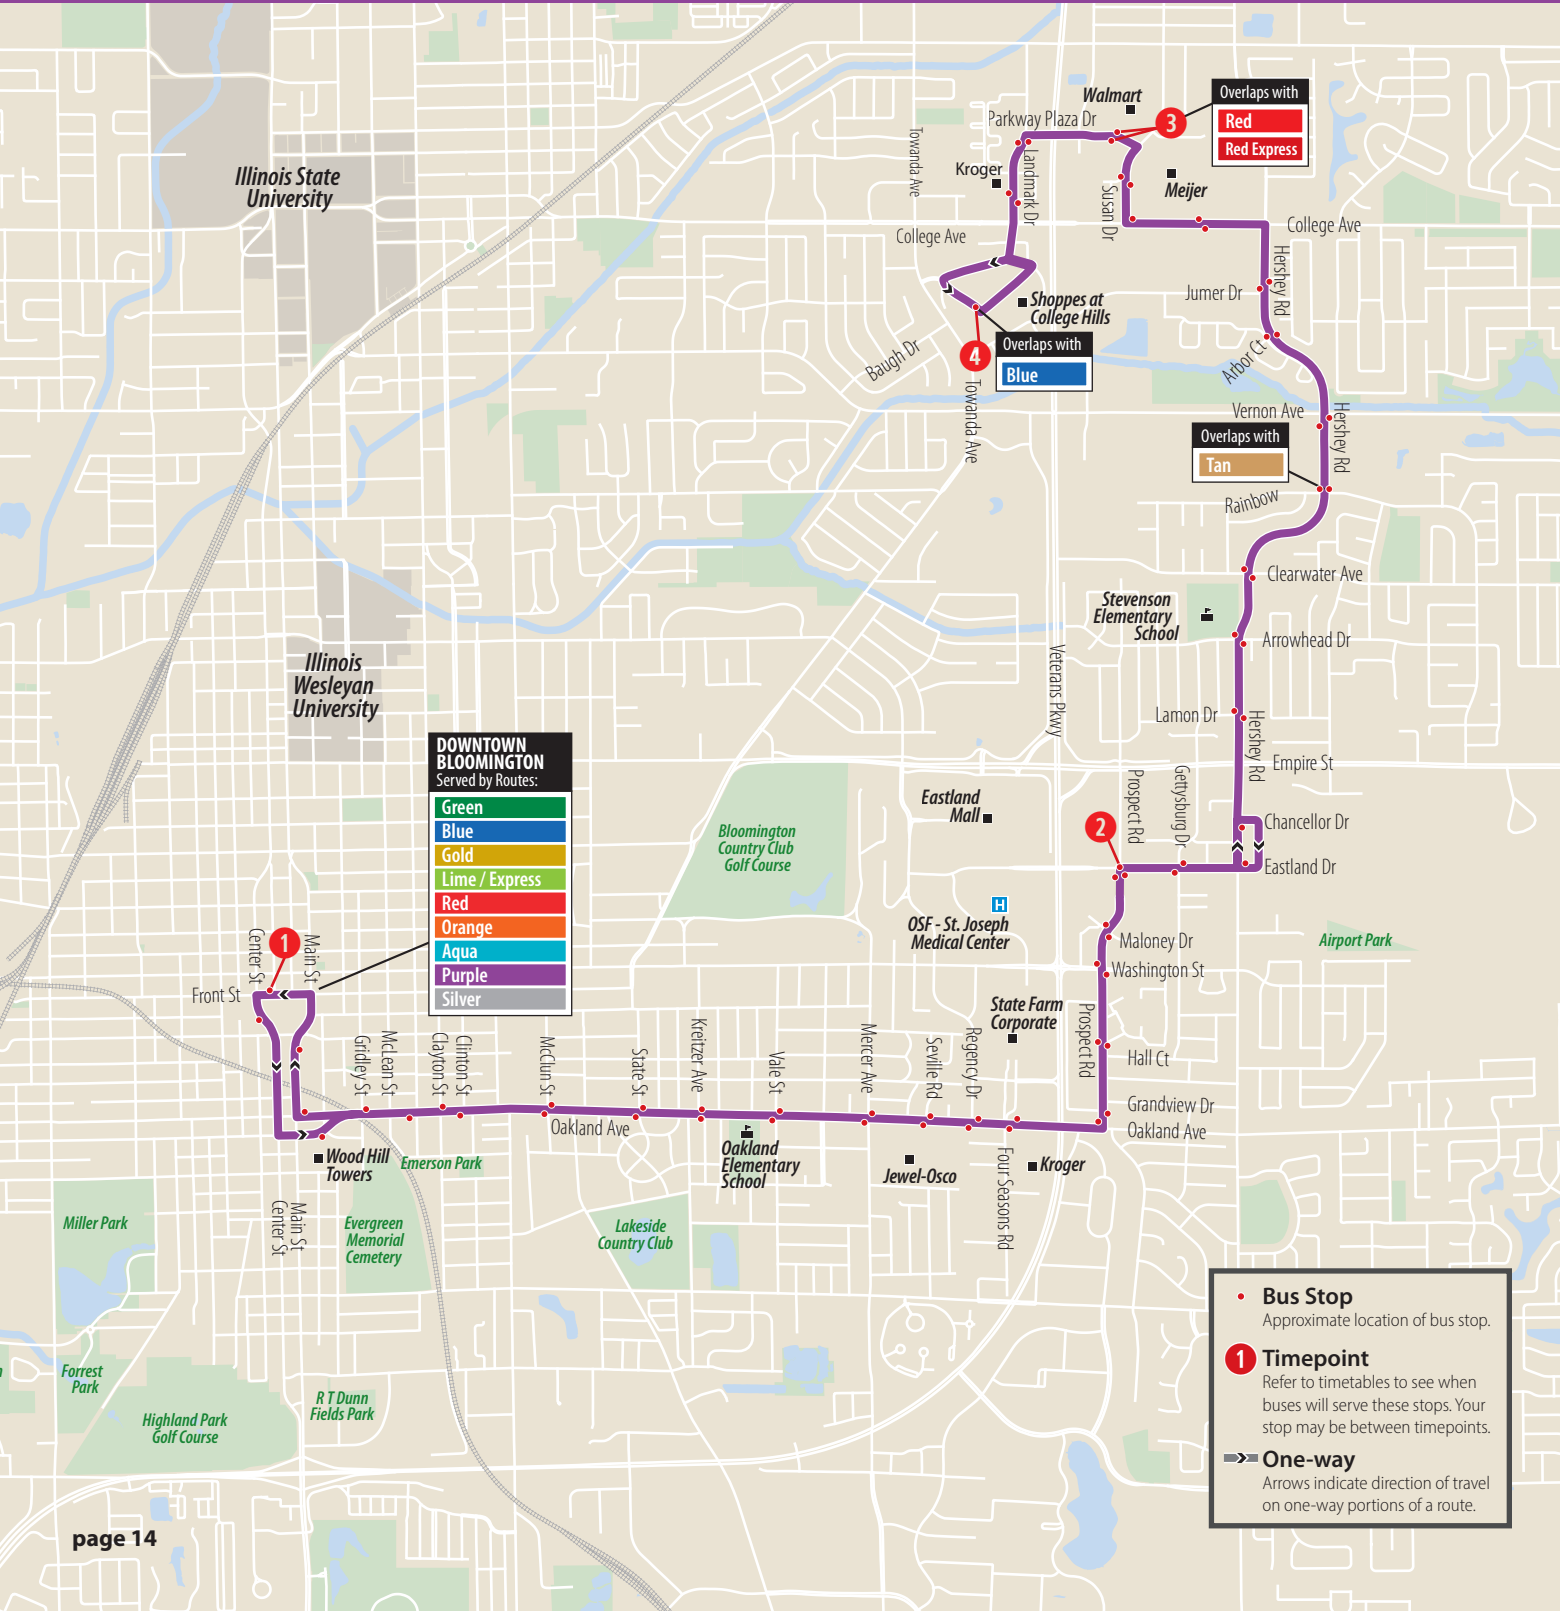 Walmart
Parkway Plaza Dr
3
Overlaps with
Red
Red Express
Towanda Ave
Kroger
Landmark Dr
Susan Dr
Meijer
Illinois State
University
College Ave
College Ave
Hershey Rd
Jumer Dr
Shoppes at
College Hills
4
Overlaps with
Blue
Baugh Dr
Arbor Ct
Towanda Ave
Vernon Ave
Hershey Rd
Overlaps with
Tan
Rainbow
Clearwater Ave
Stevenson
Elementary
School
Arrowhead Dr
Illinois
Wesleyan
University
Veterans Pkwy
Lamon Dr
Hershey Rd
Empire St
DOWNTOWN
BLOOMINGTON
Served by Routes:
Green
Blue
Gold
Lime / Express
Red
Orange
Aqua
Purple
Silver
Eastland
Mall
2
Prospect Rd
Gettysburg Dr
Chancellor Dr
Eastland Dr
Bloomington
Country Club
Golf Course
H
OSF - St. Joseph
Medical Center
Maloney Dr
Washington St
Airport Park
Center St
1
Main St
Front St
State Farm
Corporate
Prospect Rd
Hall Ct
Gridley St
McLean St
Clayton St
Clinton St
McClun St
State St
Kreitzer Ave
Vale St
Mercer Ave
Seville Rd
Regency Dr
Grandview Dr
Oakland Ave
Oakland Ave
Wood Hill
Towers
Emerson Park
Oakland
Elementary
School
Jewel-Osco
Four Seasons Rd
Kroger
Miller Park
Center St
Main St
Evergreen
Memorial
Cemetery
Lakeside
Country Club
Forrest
Park
Highland Park
Golf Course
R T Dunn
Fields Park
Bus Stop
Approximate location of bus stop.
1 Timepoint
Refer to timetables to see when
buses will serve these stops. Your
stop may be between timepoints.
One-way
Arrows indicate direction of travel
on one-way portions of a route.
page 14